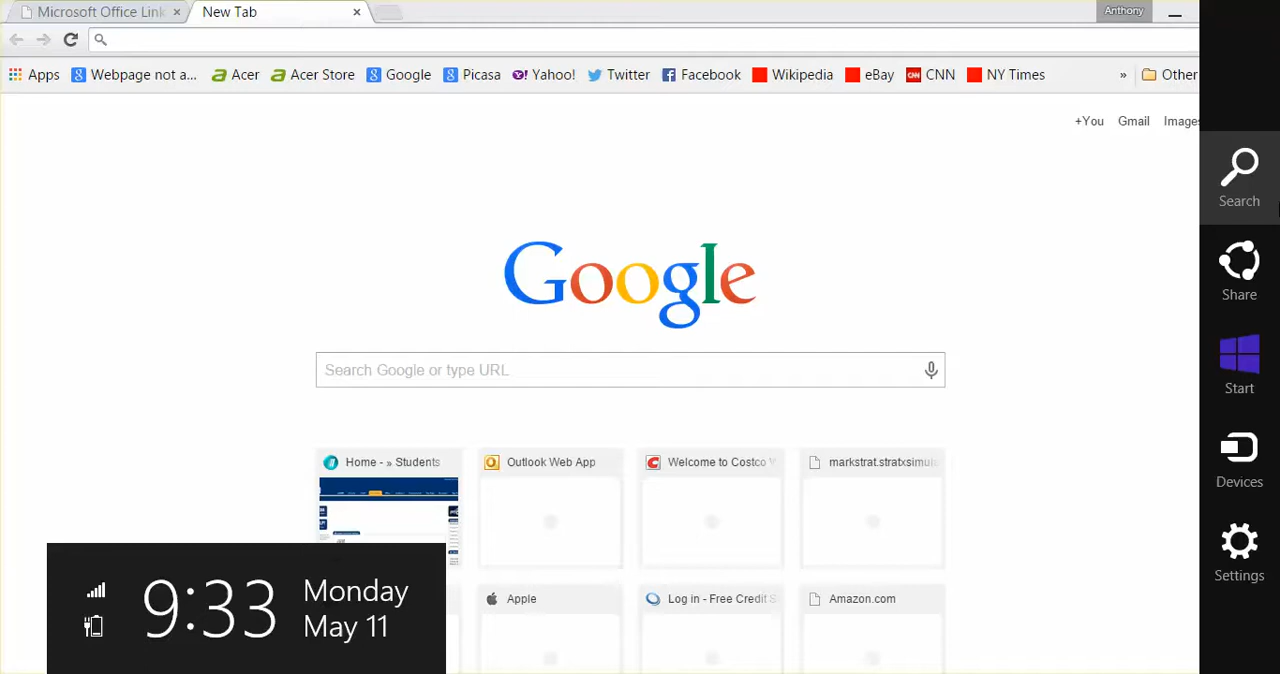 Microsoft Office Link
New Tab
Anthony
Apps
Webpage not a...
Acer
Acer Store
Google
Picasa
Yahoo!
Twitter
Facebook
Wikipedia
eBay
CNN
NY Times
»
Other
+You
Gmail
Images
Google
Search Google or type URL
Home - » Students
Outlook Web App
Welcome to Costco W
markstrat.stratxsimu
Apple
Log in - Free Credit S
Amazon.com
9:33
Monday
May 11
Search
Share
Start
Devices
Settings